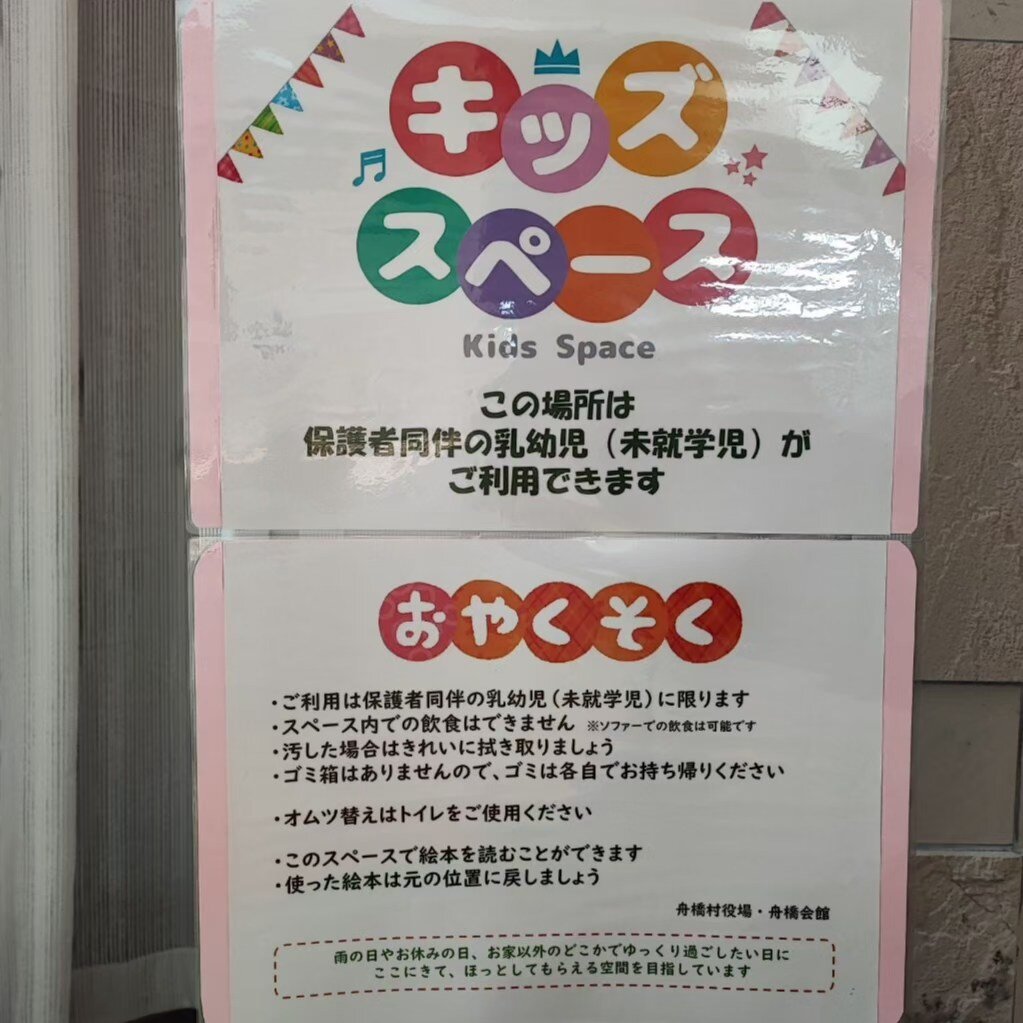 キッズ
スペース
Kids Space
この場所は
保護者同伴の乳幼児（未就学児）が
ご利用できます
おやくそく
・ご利用は保護者同伴の乳幼児（未就学児）に限ります
・スペース内での飲食はできません ※ソファーでの飲食は可能です
・汚した場合はきれいに拭き取りましょう
・ゴミ箱はありませんので、ゴミは各自でお持ち帰りください
・オムツ替えはトイレをご使用ください
・このスペースで絵本を読むことができます
・使った絵本は元の位置に戻しましょう
舟橋村役場・舟橋会館
雨の日やお休みの日、お家以外のどこかでゆっくり過ごしたい日に
ここにきて、ほっとしてもらえる空間を目指しています